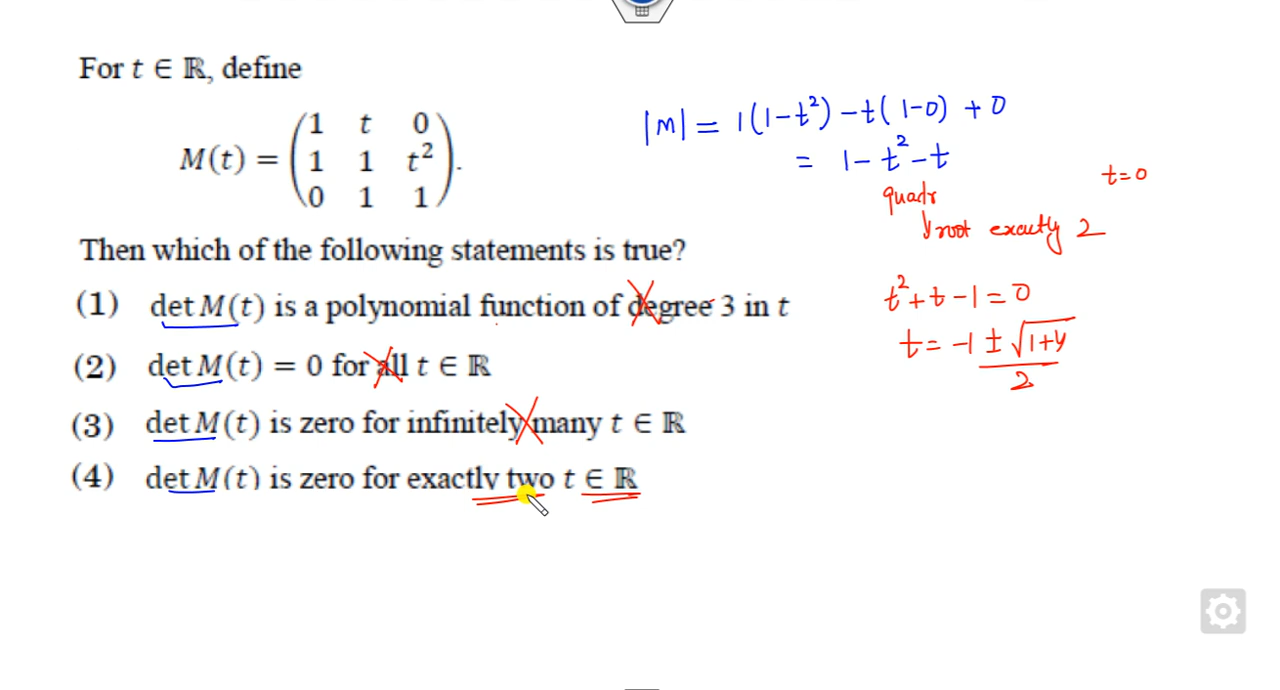 For t ∈ ℝ, define
M(t) = (1 t 0
1 1 t²
0 1 1).
|M| = 1(1-t²) -t(1-0) + 0
= 1- t² -t
t=0
quadr
root exactly 2
Then which of the following statements is true?
(1) det M(t) is a polynomial function of degree 3 in t
t²+t-1=0
(2) det M(t) = 0 for all t ∈ ℝ
t= -1 ± √1+4
2
(3) det M(t) is zero for infinitely many t ∈ ℝ
(4) det M(t) is zero for exactly two t ∈ ℝ